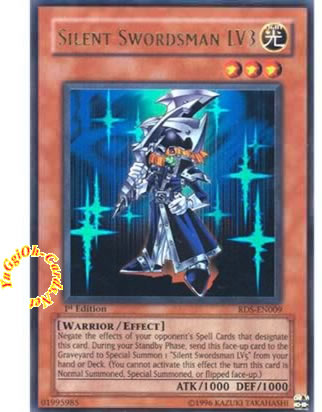 SILENT SWORDSMAN LV3
光
YuGgiOh-Cards.Net
1st Edition
RDS-EN009
[WARRIOR / EFFECT]
Negate the effects of your opponent's Spell Cards that designate
this card. During your Standby Phase, send this face-up card to the
Graveyard to Special Summon 1 "Silent Swordsman LV5" from your
hand or Deck. (You cannot activate this effect the turn this card is
Normal Summoned, Special Summoned, or flipped face-up.)
ATK/1000 DEF/1000
01995985
©1996 KAZUKI TAKAHASHI